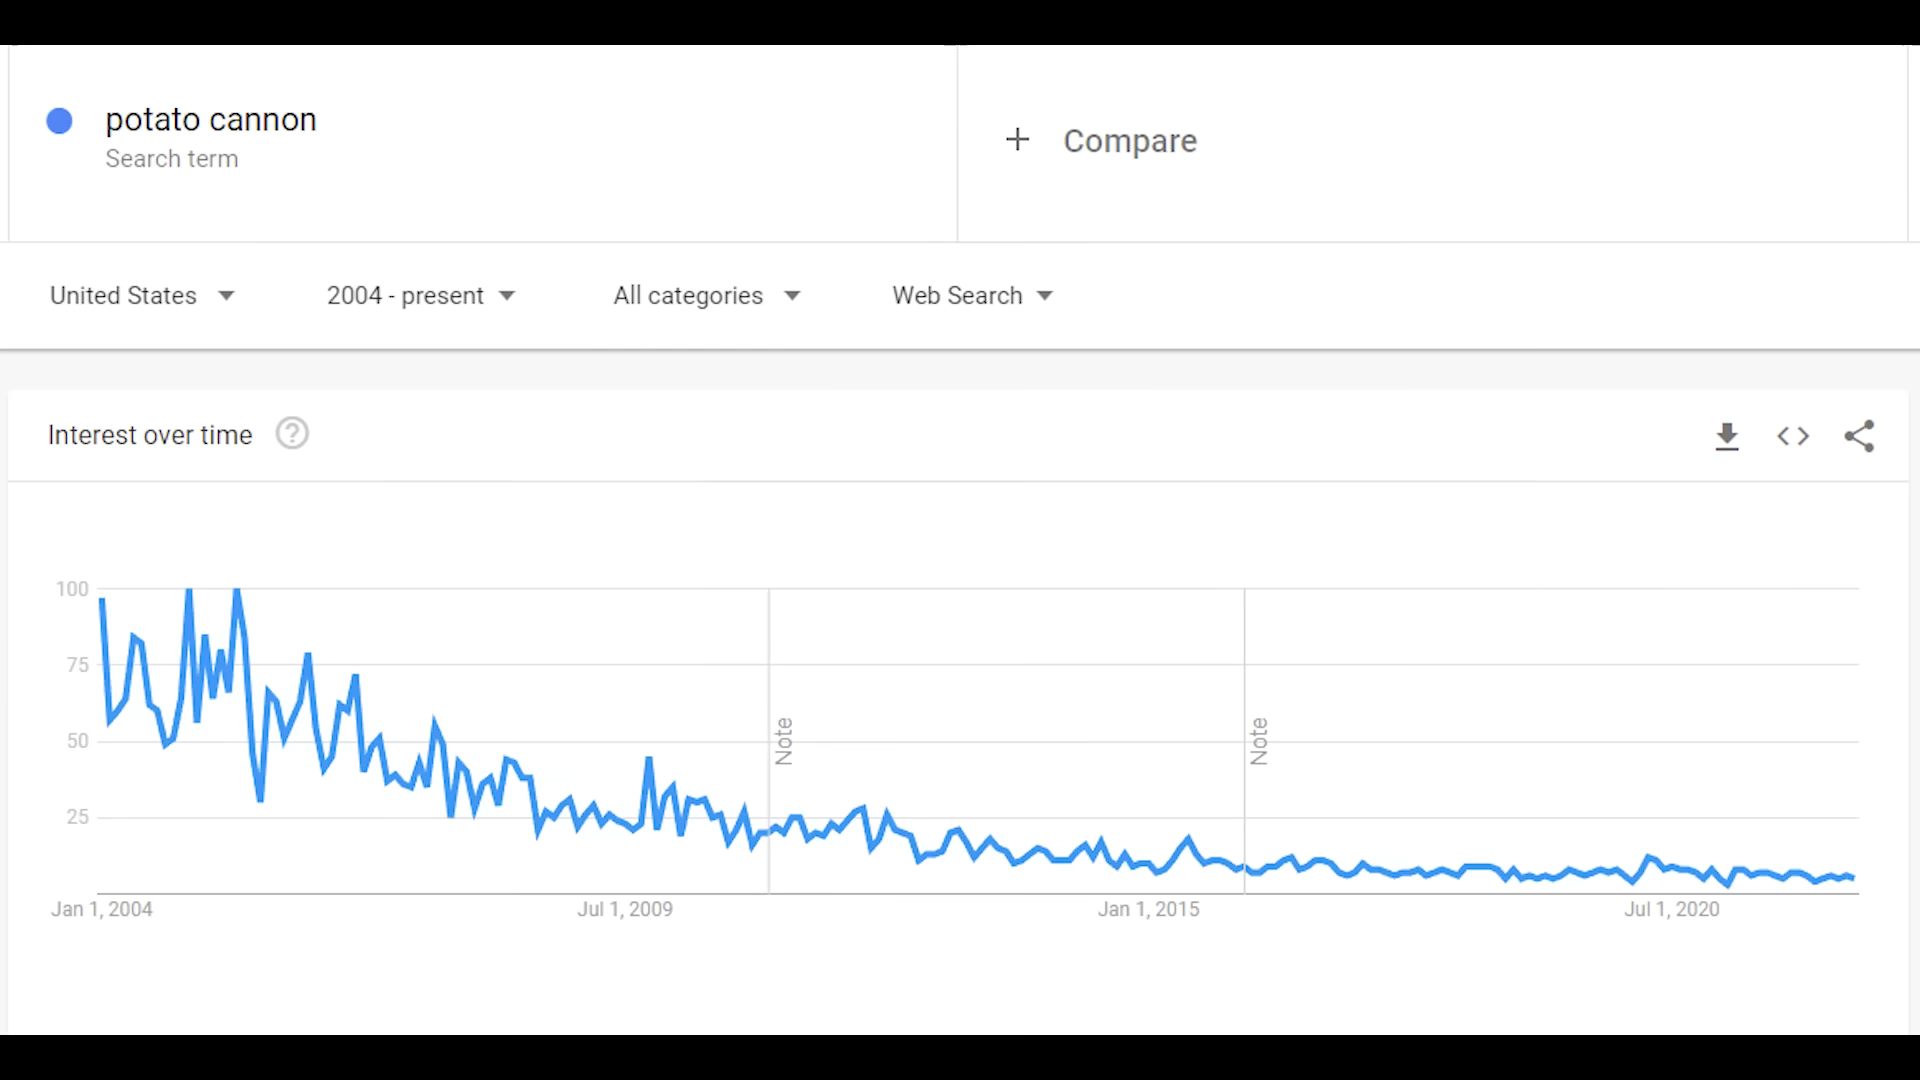 potato cannon
Search term
+ Compare
United States
2004 - present
All categories
Web Search
Interest over time
?
100
75
50
25
Note
Note
Jan 1, 2004
Jul 1, 2009
Jan 1, 2015
Jul 1, 2020